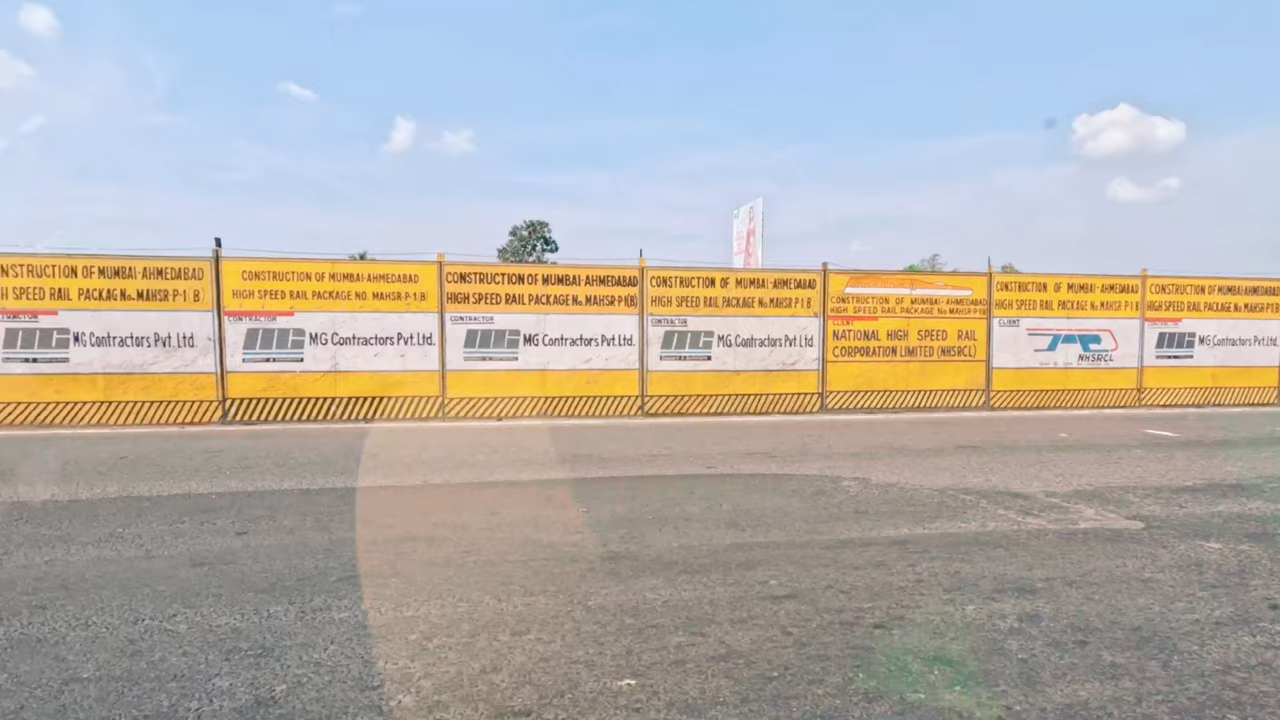 NSTRUCTION OF MUMBAI-AHMEDABAD
H SPEED RAIL PACKAG No. MAHSR-P-1(B)
MG Contractors Pvt. Ltd.
CONSTRUCTION OF MUMBAI-AHMEDABAD
HIGH SPEED RAIL PACKAGE NO. MAHSR-P-1(B)
CONTRACTOR
MG Contractors Pvt. Ltd.
CONSTRUCTION OF MUMBAI-AHMEDABAD
HIGH SPEED RAIL PACKAGE No. MAHSR-P-1(B)
CONTRACTOR
MG Contractors Pvt. Ltd.
CONSTRUCTION OF MUMBAI-AHMEDABAD
HIGH SPEED RAIL PACKAGE No. MAHSR-P-1(B)
CONTRACTOR
MG Contractors Pvt. Ltd.
CONSTRUCTION OF MUMBAI-AHMEDABAD
HIGH SPEED RAIL PACKAGE No. MAHSR-P-1(B)
CLIENT
NATIONAL HIGH SPEED RAIL
CORPORATION LIMITED (NHSRCL)
CONSTRUCTION OF MUMBAI-AHMEDABAD
HIGH SPEED RAIL PACKAGE No. MAHSR P-1(B)
CLIENT
NHSRCL
CONSTRUCTION OF MUMBAI-AHMEDABAD
HIGH SPEED RAIL PACKAGE No. MAHSR-P-1(B)
CONTRACTOR
MG Contractors Pvt. Ltd.